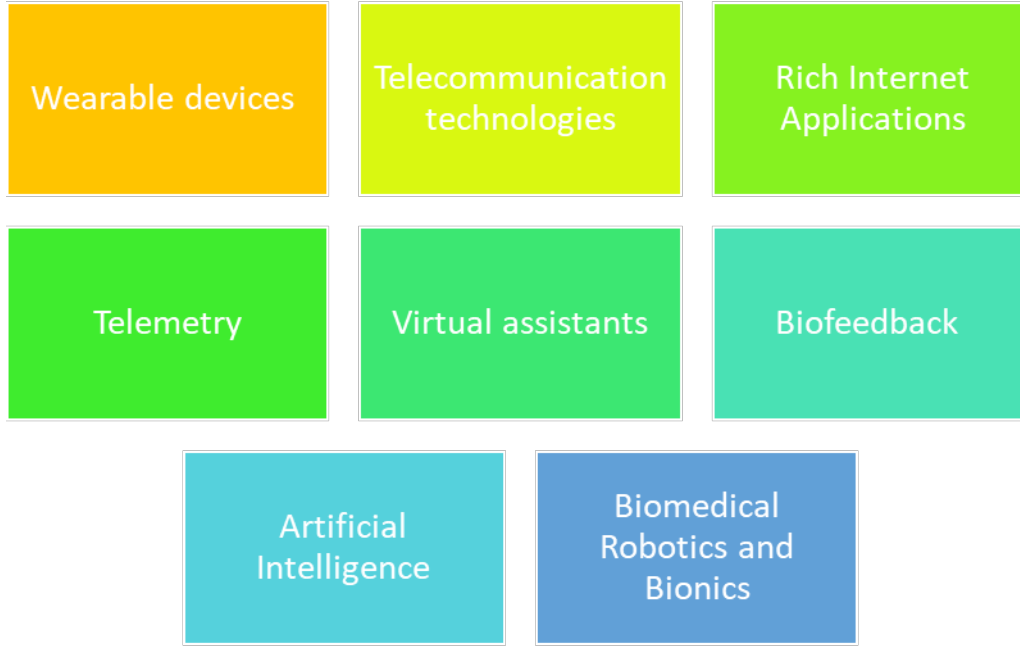 Wearable devices
Telecommunication
technologies
Rich Internet
Applications
Telemetry
Virtual assistants
Biofeedback
Artificial
Intelligence
Biomedical
Robotics and
Bionics